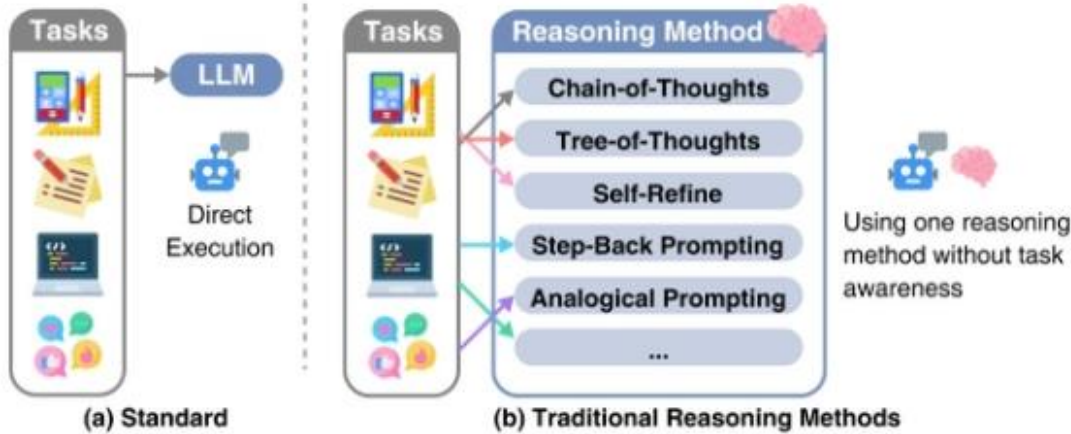 Tasks
LLM
Direct
Execution
(a) Standard
Tasks
Reasoning Method
Chain-of-Thoughts
Tree-of-Thoughts
Self-Refine
Step-Back Prompting
Analogical Prompting
...
Using one reasoning
method without task
awareness
(b) Traditional Reasoning Methods